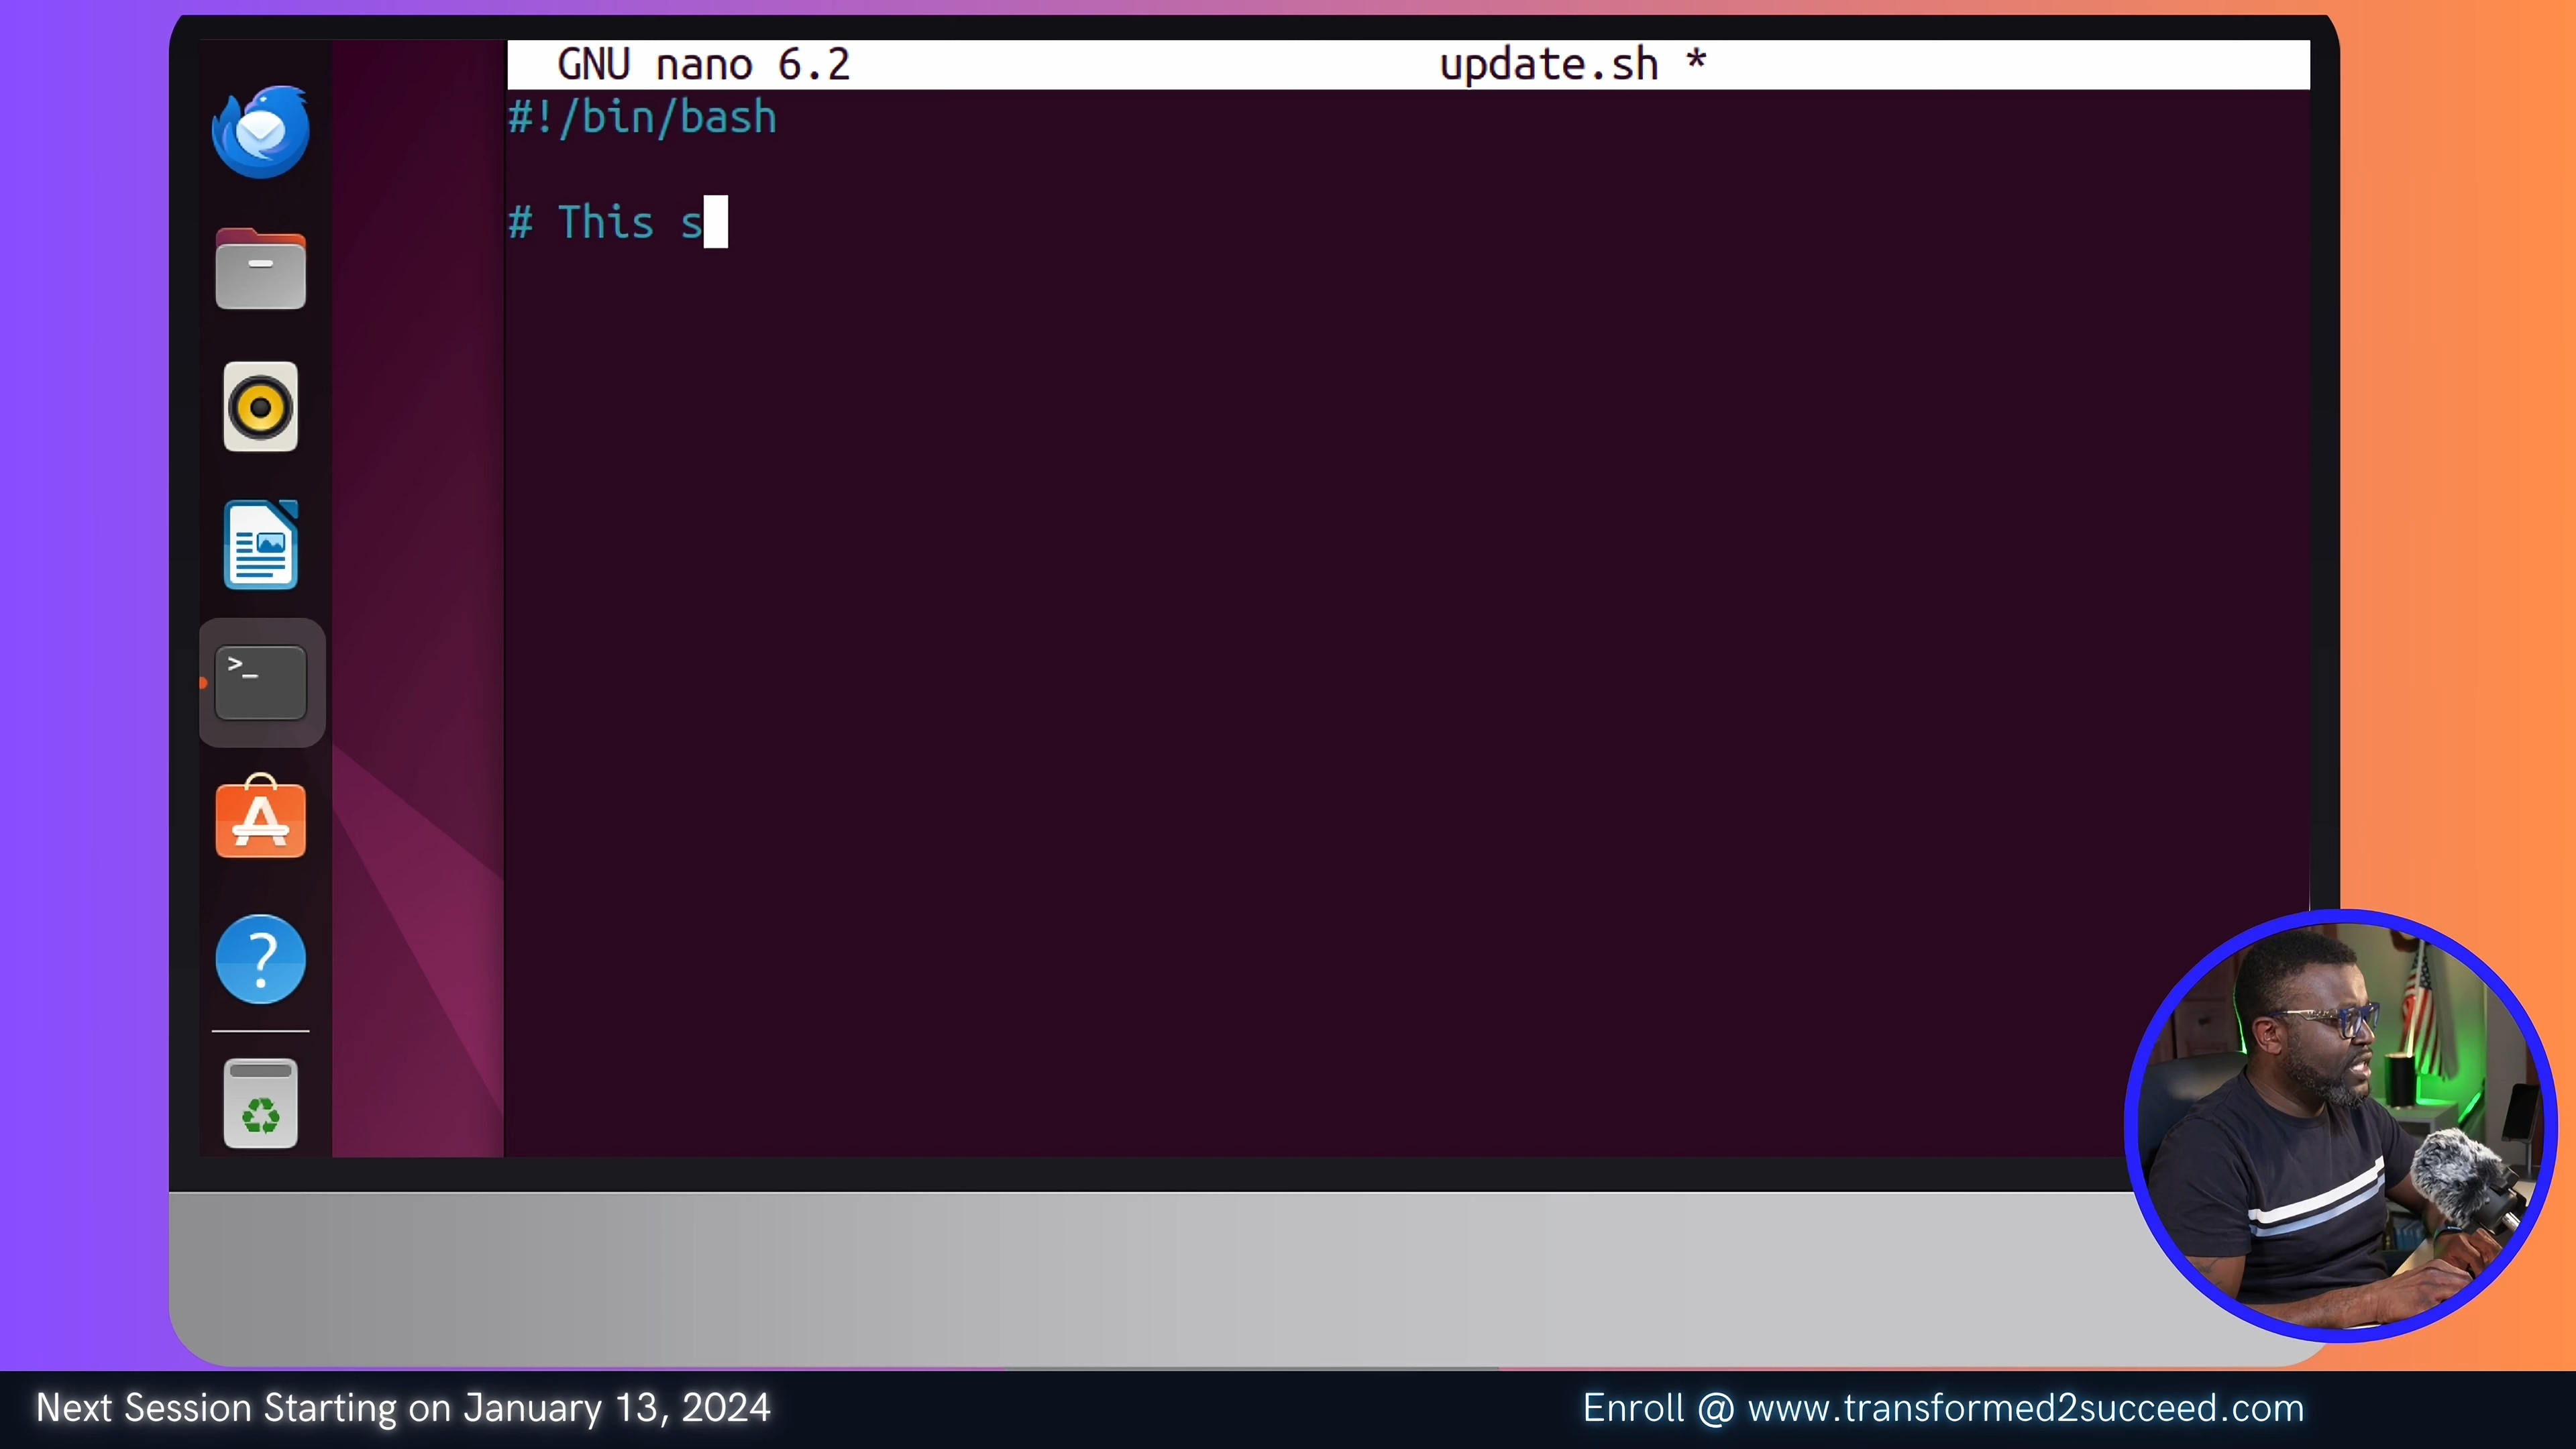 GNU nano 6.2 update.sh *
#!/bin/bash
# This s
>_
Next Session Starting on January 13, 2024
Enroll @ www.transformed2succeed.com